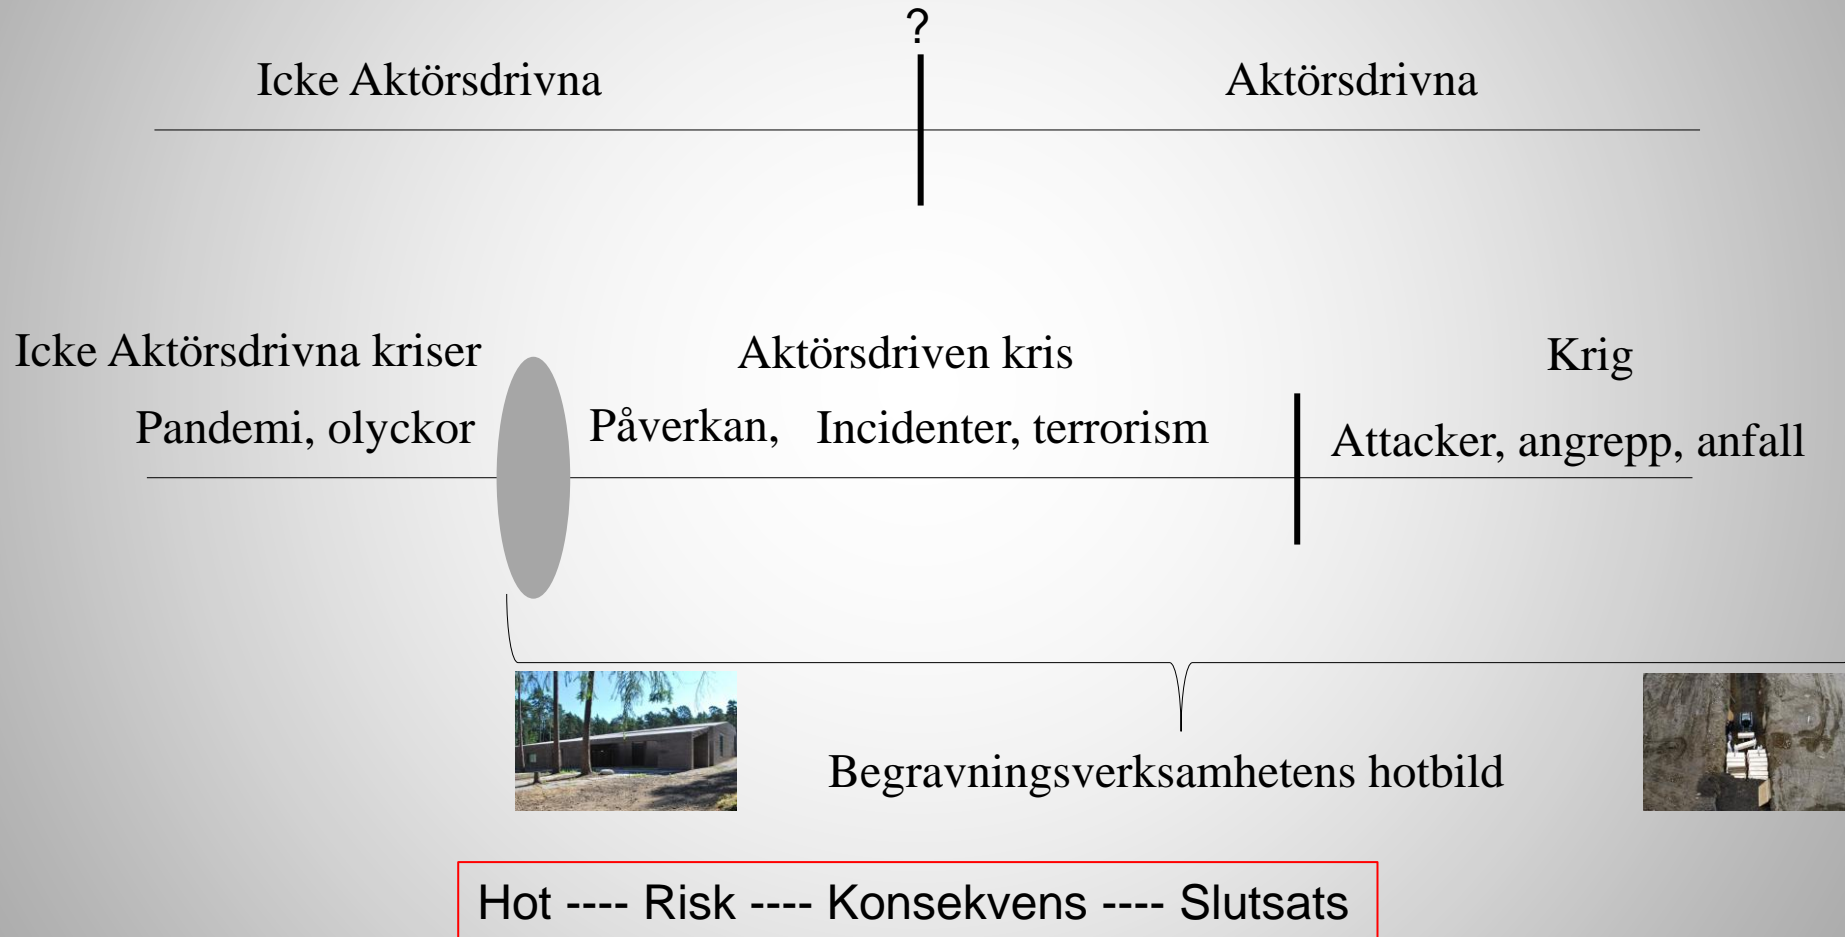 ?
Icke Aktörsdrivna
Aktörsdrivna
Icke Aktörsdrivna kriser
Aktörsdriven kris
Krig
Pandemi, olyckor
Påverkan, Incidenter, terrorism
Attacker, angrepp, anfall
Begravningsverksamhetens hotbild
Hot ---- Risk ---- Konsekvens ---- Slutsats